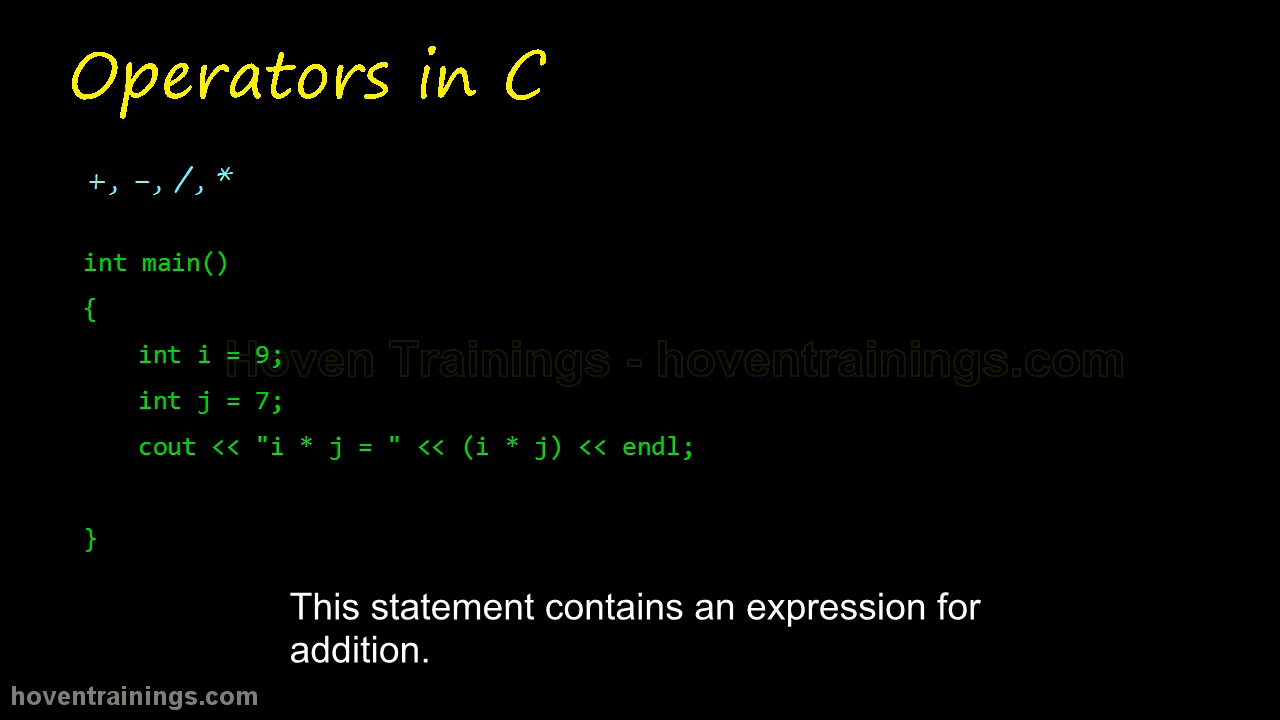 Operators in C
+, -, /, *
int main()
{
int i = 9;
Hoven Trainings - hoventrainings.com
int j = 7;
cout << "i * j = " << (i * j) << endl;
}
This statement contains an expression for
addition.
hoventrainings.com